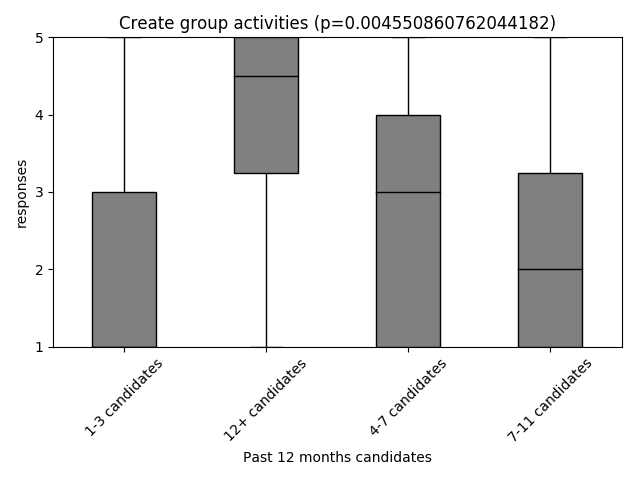 Create group activities (p=0.004550860762044182)
5
4
3
2
1
responses
1-3 candidates
12+ candidates
4-7 candidates
7-11 candidates
Past 12 months candidates